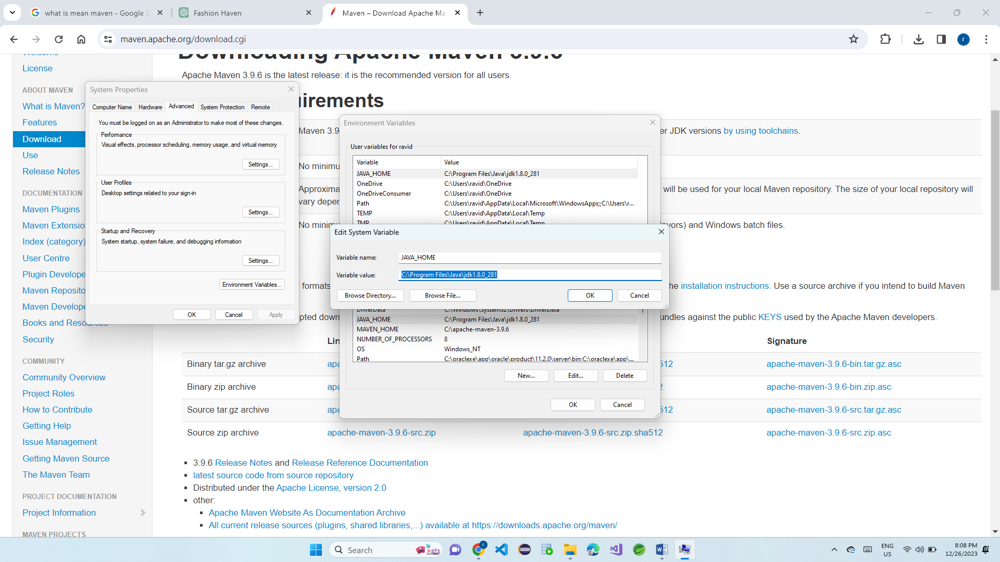 what is mean maven - Google S
Fashion Haven
Maven – Download Apache Ma
maven.apache.org/download.cgi
r
Welcome
License
ABOUT MAVEN
What is Maven?
Features
Download
Use
Release Notes
DOCUMENTATION
Maven Plugins
Maven Extensio
Index (category)
User Centre
Plugin Develope
Maven Reposito
Maven Develope
Books and Resources
Security
COMMUNITY
Community Overview
Project Roles
How to Contribute
Getting Help
Issue Management
Getting Maven Source
The Maven Team
PROJECT DOCUMENTATION
Project Information
MAVEN PROJECTS
Downloading Apache Maven 3.9.6
Apache Maven 3.9.6 is the latest release: it is the recommended version for all users.
uirements
Maven 3.9
er JDK versions by using toolchains.
No minimu
Approxima
will be used for your local Maven repository. The size of your local repository will
vary depen
No minimu
avors) and Windows batch files.
formats
he installation instructions. Use a source archive if you intend to build Maven
pted down
undles against the public KEYS used by the Apache Maven developers.
Lin
Signature
Binary tar.gz archive
apa
512
apache-maven-3.9.6-bin.tar.gz.asc
Binary zip archive
apa
2
apache-maven-3.9.6-bin.zip.asc
Source tar.gz archive
apa
512
apache-maven-3.9.6-src.tar.gz.asc
Source zip archive
apache-maven-3.9.6-src.zip
apache-maven-3.9.6-src.zip.sha512
apache-maven-3.9.6-src.zip.asc
3.9.6 Release Notes and Release Reference Documentation
latest source code from source repository
Distributed under the Apache License, version 2.0
other:
Apache Maven Website As Documentation Archive
All current release sources (plugins, shared libraries,...) available at https://downloads.apache.org/maven/
System Properties
Computer Name
Hardware
Advanced
System Protection
Remote
You must be logged on as an Administrator to make most of these changes.
Performance
Visual effects, processor scheduling, memory usage, and virtual memory
Settings...
User Profiles
Desktop settings related to your sign-in
Settings...
Startup and Recovery
System startup, system failure, and debugging information
Settings...
Environment Variables...
OK
Cancel
Apply
Environment Variables
User variables for ravid
Variable
Value
JAVA_HOME
C:\Program Files\Java\jdk1.8.0_281
OneDrive
C:\Users\ravid\OneDrive
OneDriveConsumer
C:\Users\ravid\OneDrive
Path
C:\Users\ravid\AppData\Local\Microsoft\WindowsApps;;C:\Users\r...
TEMP
C:\Users\ravid\AppData\Local\Temp
TMP
C:\Users\ravid\AppData\Local\Temp
Edit System Variable
Variable name:
JAVA_HOME
Variable value:
C:\Program Files\Java\jdk1.8.0_281
Browse Directory...
Browse File...
OK
Cancel
DriverData
C:\Windows\System32\Drivers\DriverData
JAVA_HOME
C:\Program Files\Java\jdk1.8.0_281
MAVEN_HOME
C:\apache-maven-3.9.6
NUMBER_OF_PROCESSORS
8
OS
Windows_NT
Path
C:\oraclexe\app\oracle\product\11.2.0\server\bin;C:\oraclexe\app\...
New...
Edit...
Delete
OK
Cancel
Search
r
ENG
US
8:08 PM
12/26/2023